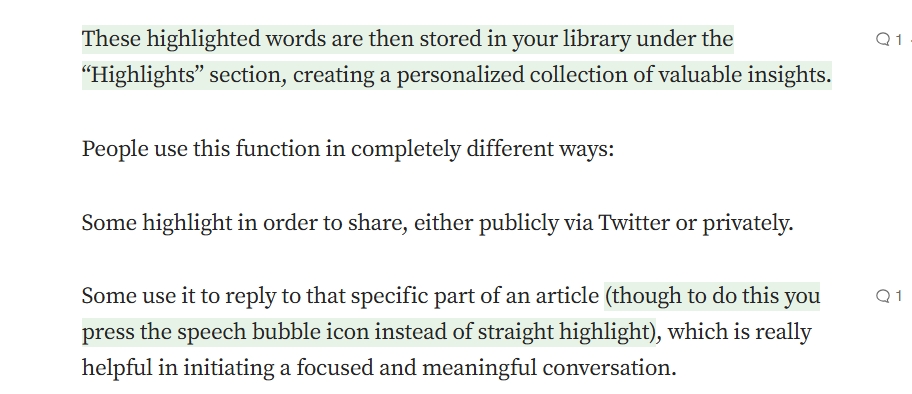 These highlighted words are then stored in your library under the
“Highlights” section, creating a personalized collection of valuable insights.
1
People use this function in completely different ways:
Some highlight in order to share, either publicly via Twitter or privately.
Some use it to reply to that specific part of an article (though to do this you
1
press the speech bubble icon instead of straight highlight), which is really
helpful in initiating a focused and meaningful conversation.